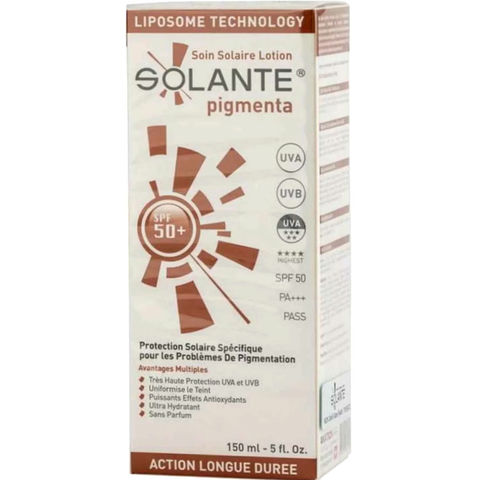 LIPOSOME TECHNOLOGY
Soin Solaire Lotion
SOLANTE®
pigmenta
UVA
UVB
UVA
HIGHEST
SPF 50
PA+++
PASS
SPF
50+
Protection Solaire Spécifique
pour les Problèmes De Pigmentation
Avantages Multiples
Très Haute Protection UVA et UVB
Uniformise le Teint
Puissants Effets Antioxydants
Ultra Hydratant
Sans Parfum
150 ml - 5 fl. Oz.
ACTION LONGUE DUREE
SOLANTE